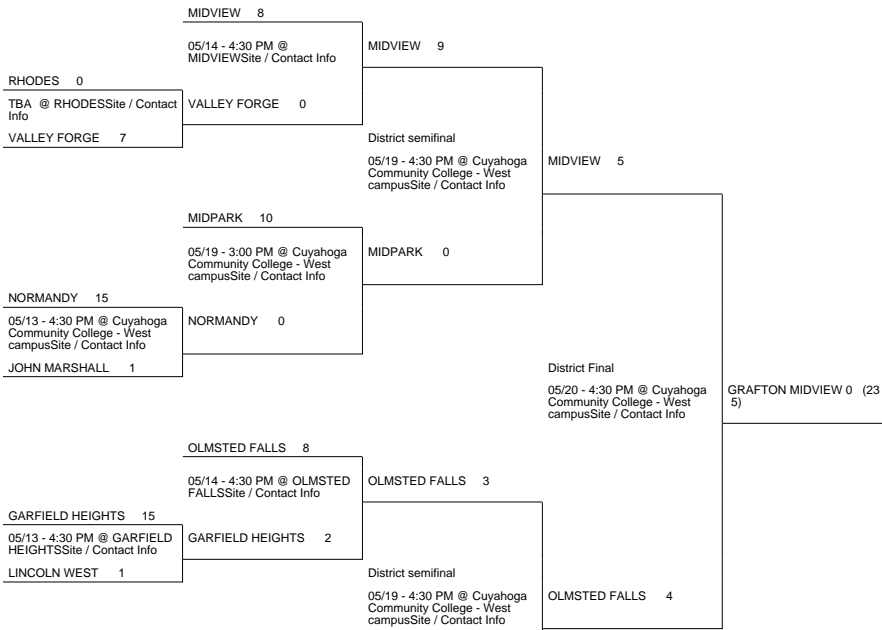 MIDVIEW 8
05/14 - 4:30 PM @
MIDVIEWSite / Contact Info
MIDVIEW 9
RHODES 0
TBA @ RHODESSite / Contact
Info
VALLEY FORGE 0
VALLEY FORGE 7
District semifinal
05/19 - 4:30 PM @ Cuyahoga
Community College - West
campusSite / Contact Info
MIDVIEW 5
MIDPARK 10
05/19 - 3:00 PM @ Cuyahoga
Community College - West
campusSite / Contact Info
MIDPARK 0
NORMANDY 15
05/13 - 4:30 PM @ Cuyahoga
Community College - West
campusSite / Contact Info
NORMANDY 0
JOHN MARSHALL 1
District Final
05/20 - 4:30 PM @ Cuyahoga
Community College - West
campusSite / Contact Info
GRAFTON MIDVIEW 0 (23
5)
OLMSTED FALLS 8
05/14 - 4:30 PM @ OLMSTED
FALLSSite / Contact Info
OLMSTED FALLS 3
GARFIELD HEIGHTS 15
05/13 - 4:30 PM @ GARFIELD
HEIGHTSSite / Contact Info
GARFIELD HEIGHTS 2
LINCOLN WEST 1
District semifinal
05/19 - 4:30 PM @ Cuyahoga
Community College - West
campusSite / Contact Info
OLMSTED FALLS 4